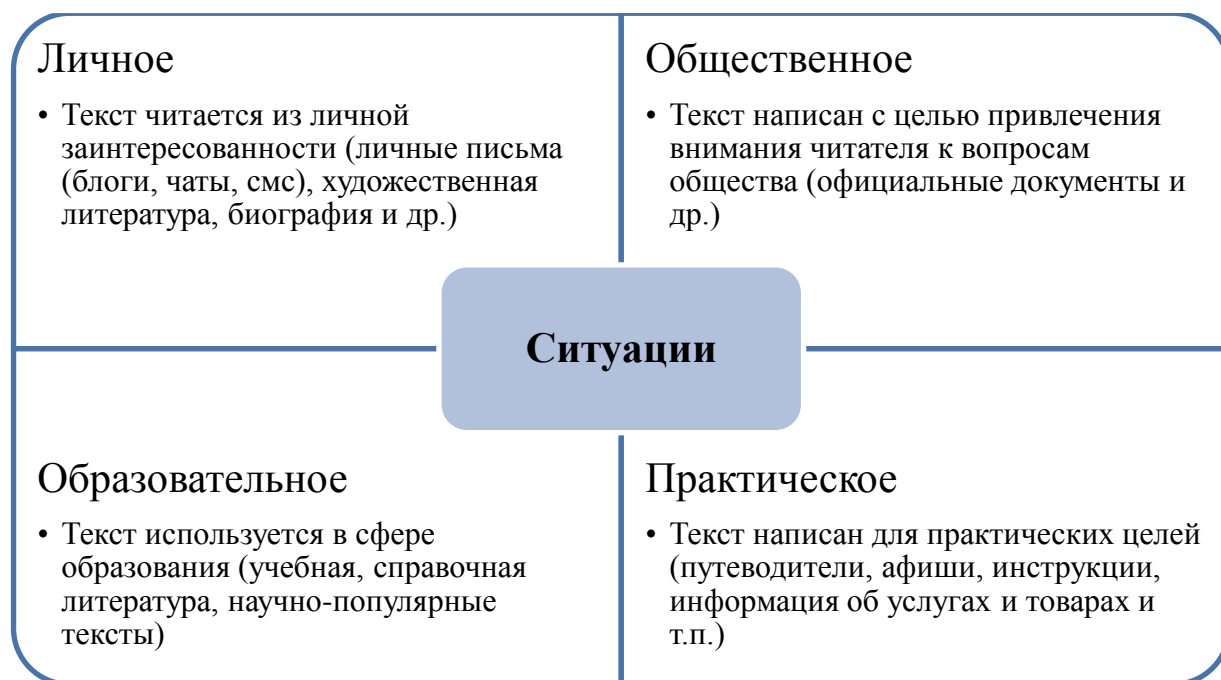 Личное
• Текст читается из личной
заинтересованности (личные письма
(блоги, чаты, смс), художественная
литература, биография и др.)
Общественное
• Текст написан с целью привлечения
внимания читателя к вопросам
общества (официальные документы и
др.)
Ситуации
Образовательное
• Текст используется в сфере
образования (учебная, справочная
литература, научно-популярные
тексты)
Практическое
• Текст написан для практических целей
(путеводители, афиши, инструкции,
информация об услугах и товарах и
т.п.)